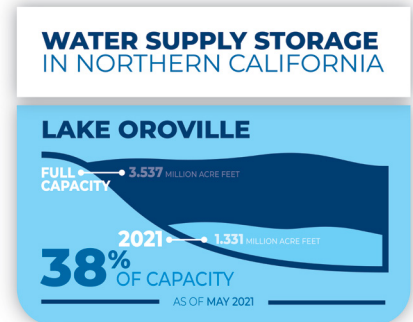 WATER SUPPLY STORAGE
IN NORTHERN CALIFORNIA
LAKE OROVILLE
FULL CAPACITY 3.537 MILLION ACRE FEET
2021 1.331 MILLION ACRE FEET
38% OF CAPACITY
AS OF MAY 2021